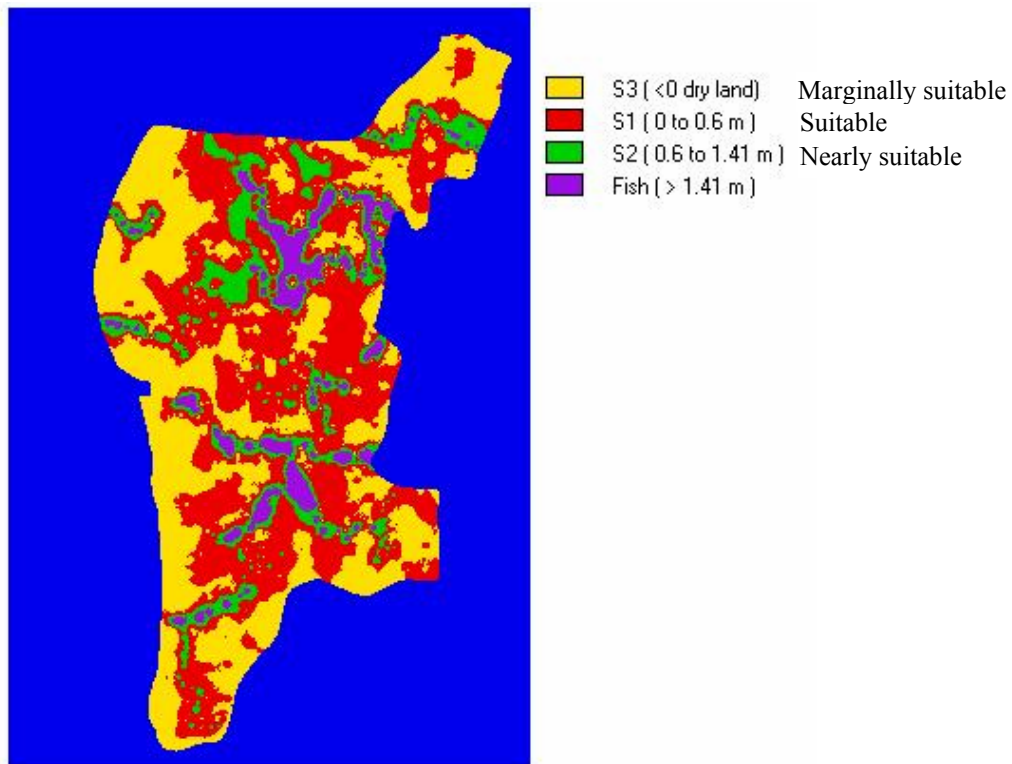 S3 ( <0 dry land) Marginally suitable
S1 ( 0 to 0.6 m ) Suitable
S2 ( 0.6 to 1.41 m ) Nearly suitable
Fish ( > 1.41 m )